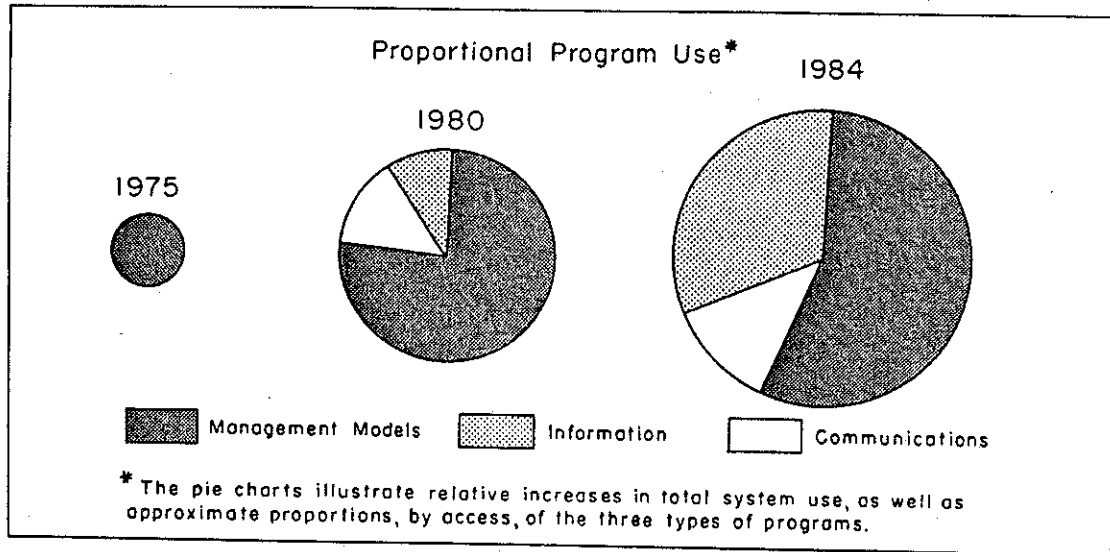 Proportional Program Use*
1975
1980
1984
Management Models
Information
Communications
* The pie charts illustrate relative increases in total system use, as well as
approximate proportions, by access, of the three types of programs.